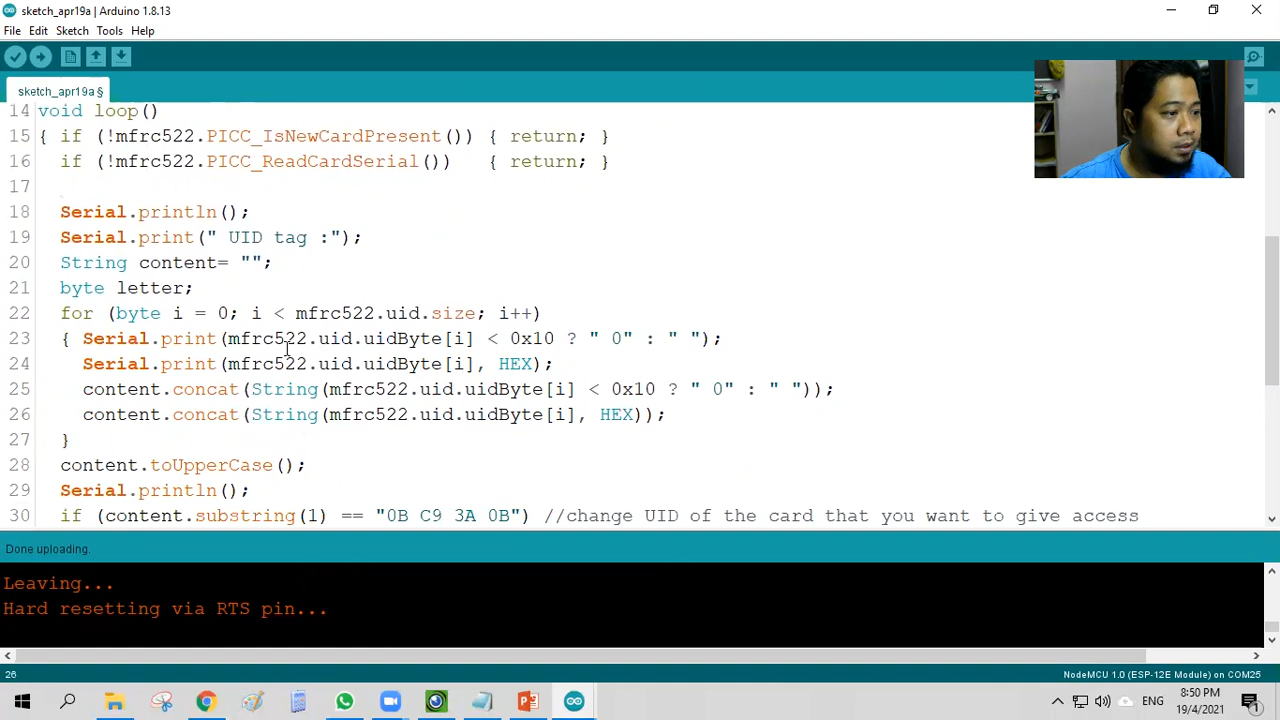 sketch_apr19a | Arduino 1.8.13
File Edit Sketch Tools Help
sketch_apr19a §
14 void loop()
15 { if (!mfrc522.PICC_IsNewCardPresent()) { return; }
16 if (!mfrc522.PICC_ReadCardSerial()) { return; }
17
18 Serial.println();
19 Serial.print(" UID tag :");
20 String content= "";
21 byte letter;
22 for (byte i = 0; i < mfrc522.uid.size; i++)
23 { Serial.print(mfrc522.uid.uidByte[i] < 0x10 ? " 0" : " ");
24 Serial.print(mfrc522.uid.uidByte[i], HEX);
25 content.concat(String(mfrc522.uid.uidByte[i] < 0x10 ? " 0" : " "));
26 content.concat(String(mfrc522.uid.uidByte[i], HEX));
27 }
28 content.toUpperCase();
29 Serial.println();
30 if (content.substring(1) == "0B C9 3A 0B") //change UID of the card that you want to give access
Done uploading.
Leaving...
Hard resetting via RTS pin...
26 NodeMCU 1.0 (ESP-12E Module) on COM25
ENG 8:50 PM
19/4/2021